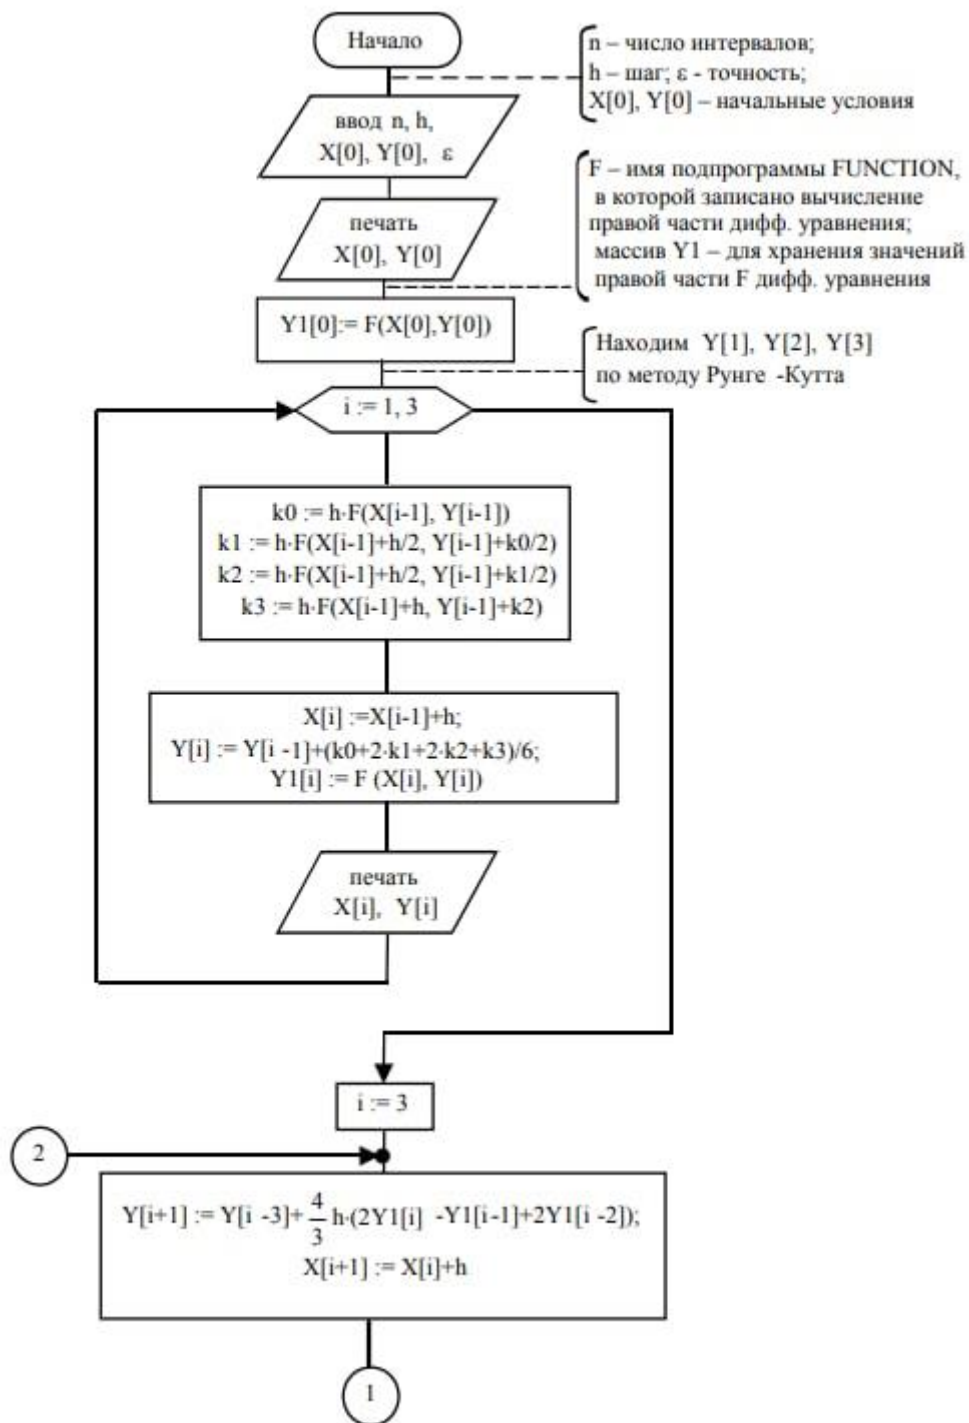 Начало
n – число интервалов;
h – шаг; ε - точность;
X[0], Y[0] – начальные условия
ввод n, h,
X[0], Y[0], ε
F – имя подпрограммы FUNCTION,
в которой записано вычисление
правой части дифф. уравнения;
массив Y1 – для хранения значений
правой части F дифф. уравнения
печать
X[0], Y[0]
Y1[0]:= F(X[0],Y[0])
Находим Y[1], Y[2], Y[3]
по методу Рунге -Кутта
i := 1, 3
k0 := h·F(X[i-1], Y[i-1])
k1 := h·F(X[i-1]+h/2, Y[i-1]+k0/2)
k2 := h·F(X[i-1]+h/2, Y[i-1]+k1/2)
k3 := h·F(X[i-1]+h, Y[i-1]+k2)
X[i] :=X[i-1]+h;
Y[i] := Y[i -1]+(k0+2·k1+2·k2+k3)/6;
Y1[i] := F (X[i], Y[i])
печать
X[i], Y[i]
i := 3
2
Y[i+1] := Y[i -3]+ 4/3 h·(2Y1[i] -Y1[i-1]+2Y1[i -2]);
X[i+1] := X[i]+h
1